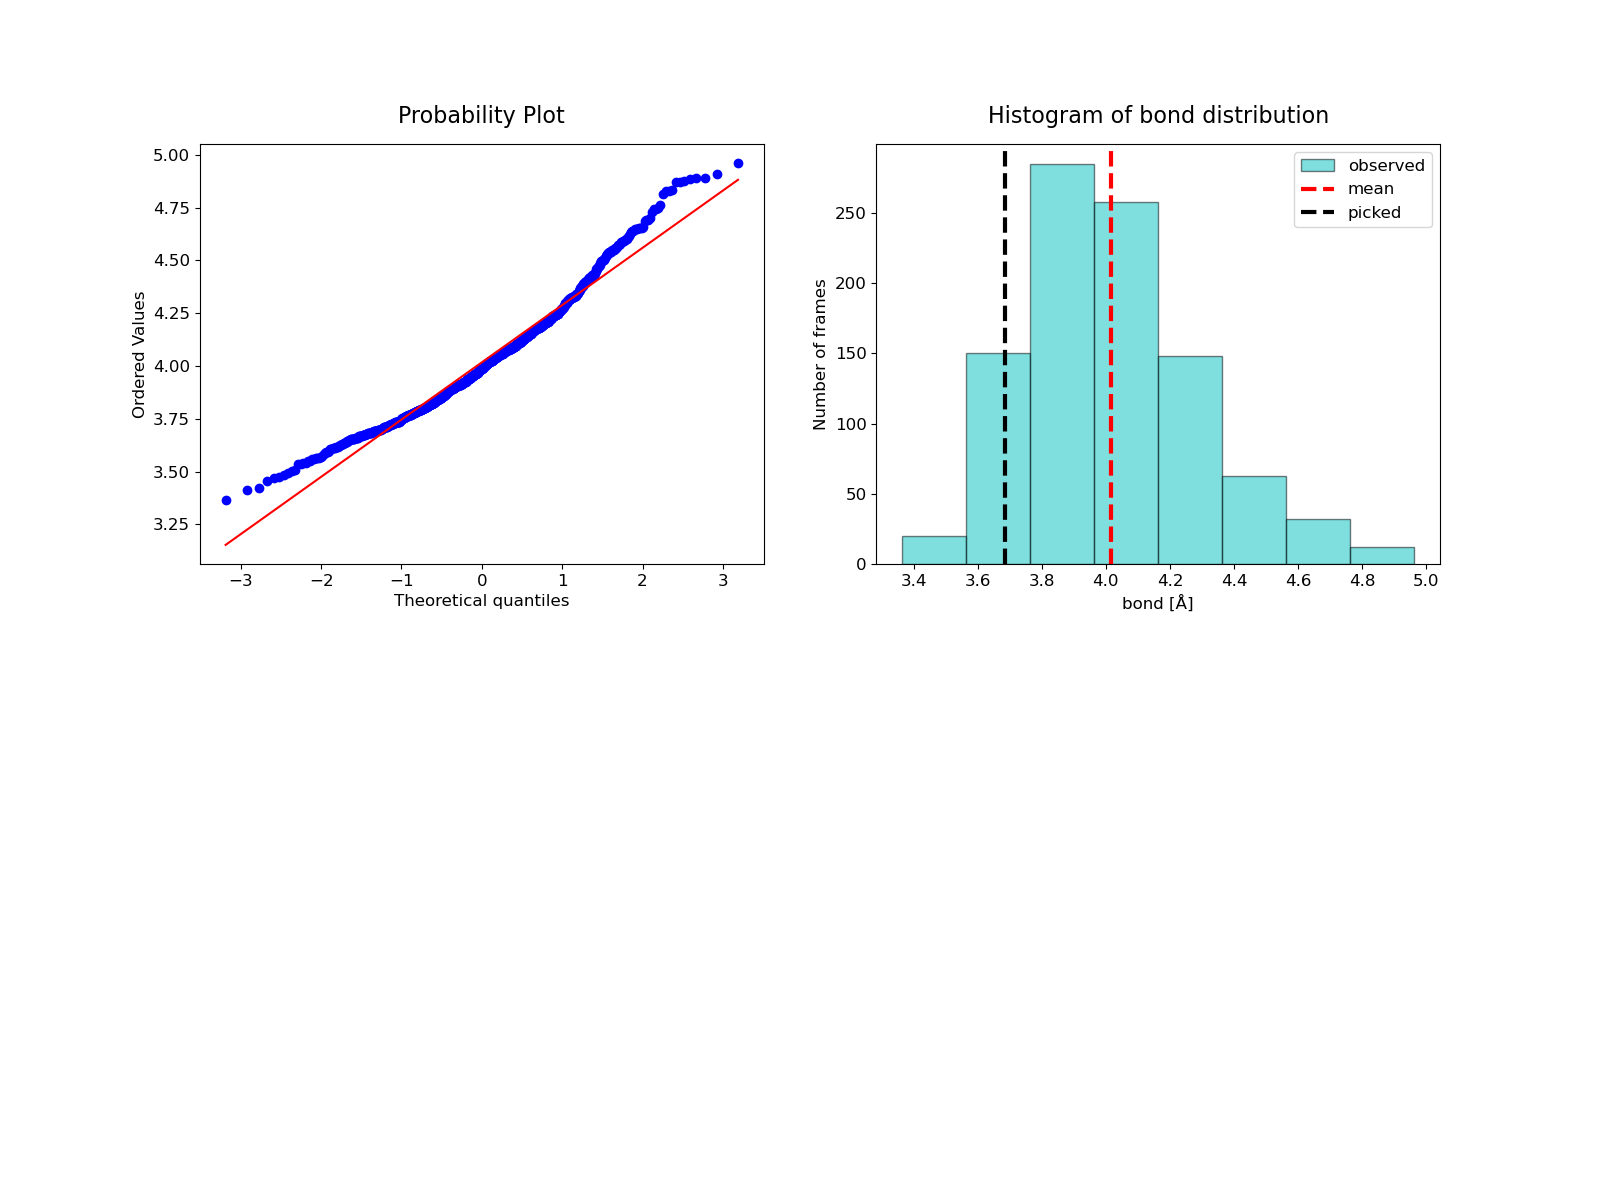 Probability Plot
5.00
4.75
4.50
4.25
4.00
3.75
3.50
3.25
Ordered Values
−3 −2 −1 0 1 2 3
Theoretical quantiles
Histogram of bond distribution
observed
mean
picked
250
200
150
100
50
0
Number of frames
3.4 3.6 3.8 4.0 4.2 4.4 4.6 4.8 5.0
bond [Å]